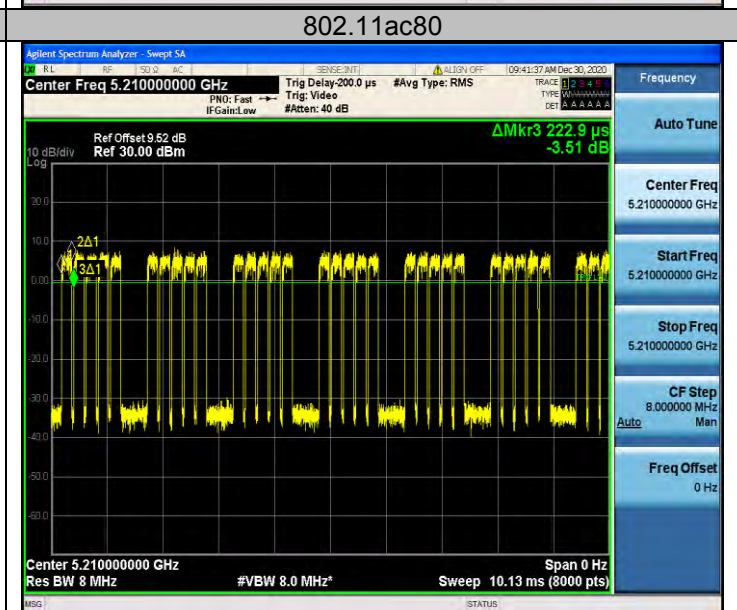 802.11ac80
Agilent Spectrum Analyzer - Swept SA
RL RF 50 Ω AC SENSE:INT ALIGN OFF 09:41:37 AM Dec 30, 2020
Center Freq 5.210000000 GHz
PNO: Fast
IFGain:Low
Trig Delay-200.0 µs
Trig: Video
#Atten: 40 dB
#Avg Type: RMS
TRACE 1 2 3 4 5 6
TYPE
DET A A A A A A
Frequency
Ref Offset 9.52 dB
Ref 30.00 dBm
10 dB/div
Log
ΔMkr3 222.9 µs
-3.51 dB
Auto Tune
Center Freq
5.210000000 GHz
Start Freq
5.210000000 GHz
Stop Freq
5.210000000 GHz
CF Step
8.000000 MHz
Auto Man
Freq Offset
0 Hz
20.0
10.0
0.00
-10.0
-20.0
-30.0
-40.0
-50.0
-60.0
2Δ1
3Δ1
Center 5.210000000 GHz Span 0 Hz
Res BW 8 MHz #VBW 8.0 MHz* Sweep 10.13 ms (8000 pts)
MSG STATUS